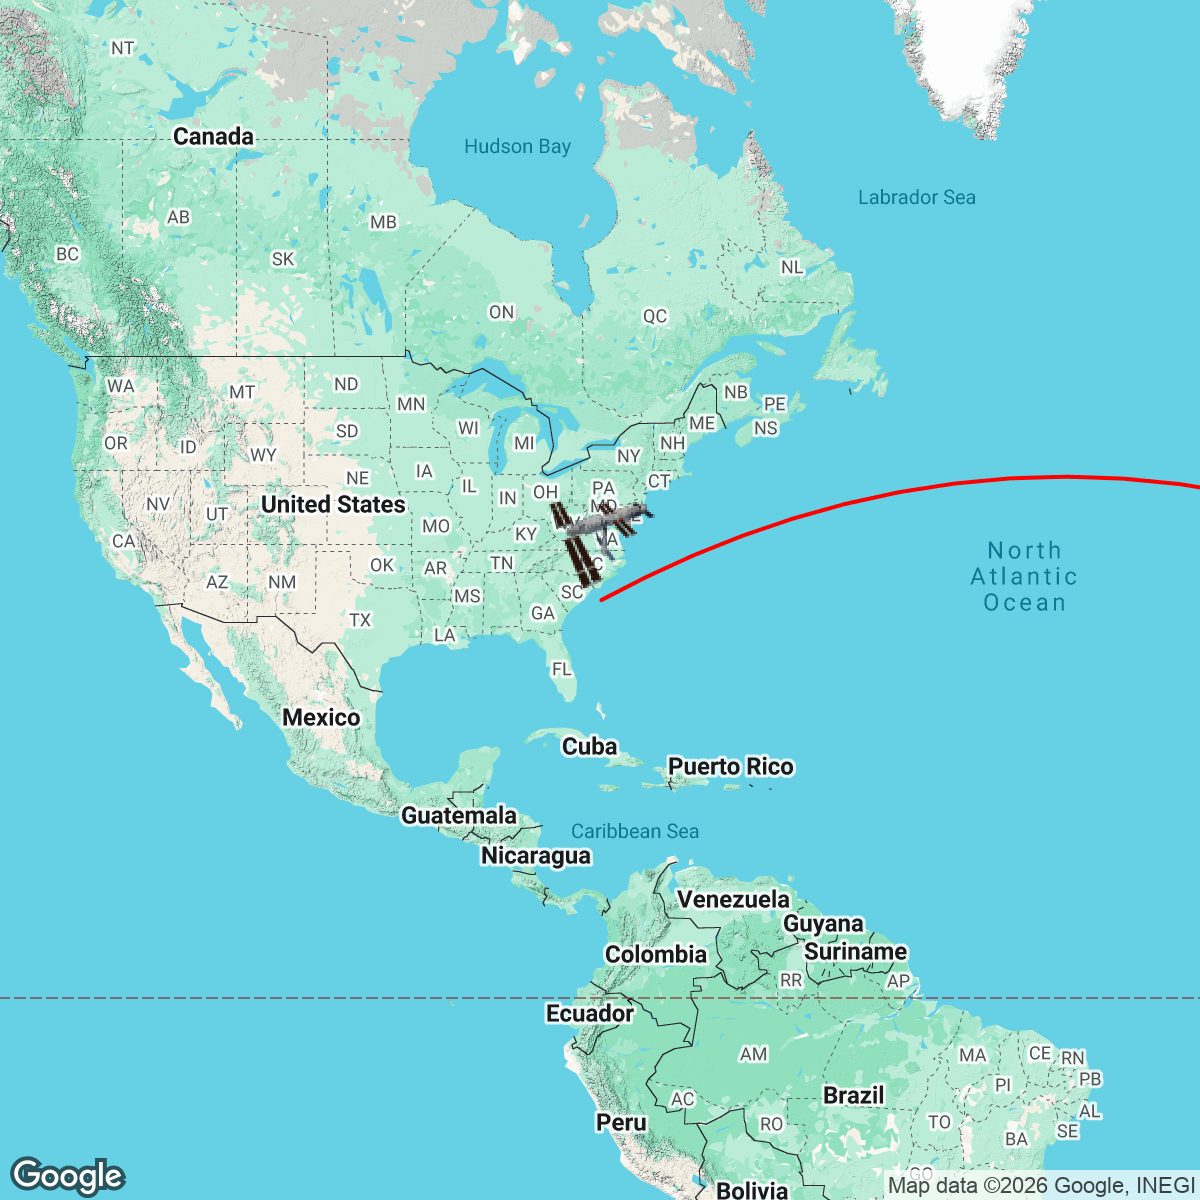 NT
Canada
Hudson Bay
Labrador Sea
AB
MB
BC
SK
NL
ON
QC
WA
MT
ND
MN
NB
PE
OR
ID
SD
WI
MI
ME
NS
WY
NH
NY
NV
UT
NE
IA
IL
IN
OH
PA
CT
United States
MD
CA
MO
KY
VA
North
Atlantic
Ocean
AZ
NM
OK
AR
TN
MS
SC
GA
TX
LA
FL
Mexico
Cuba
Puerto Rico
Guatemala
Caribbean Sea
Nicaragua
Venezuela
Guyana
Suriname
Colombia
RR
AP
Ecuador
AM
MA
CE
RN
PI
PB
AC
Brazil
AL
Peru
RO
TO
BA
SE
GO
Bolivia
Google
Map data ©2026 Google, INEGI